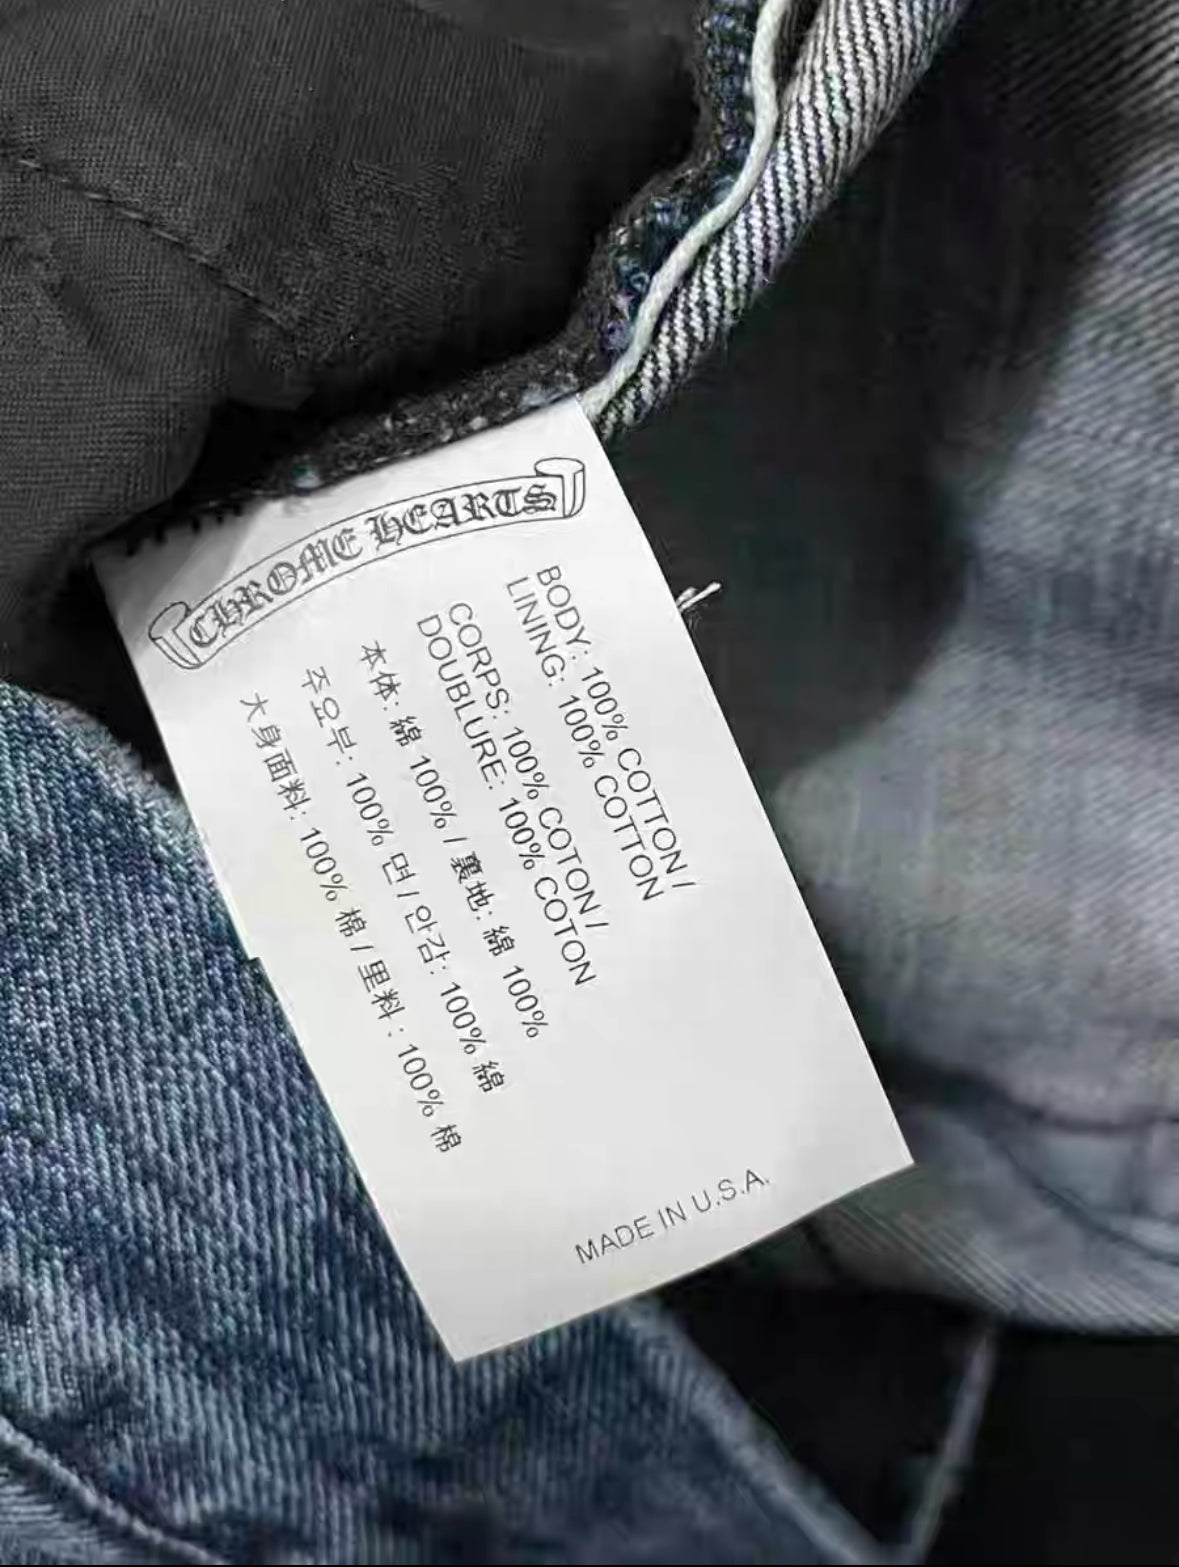 CHROME HEARTS
BODY: 100% COTTON /
LINING: 100% COTTON
CORPS: 100% COTON /
DOUBLURE: 100% COTON
本体: 綿 100% / 裏地: 綿 100%
주요부: 100% 면 / 안감: 100% 綿
大身面料: 100% 棉 / 里料: 100% 棉
MADE IN U.S.A.